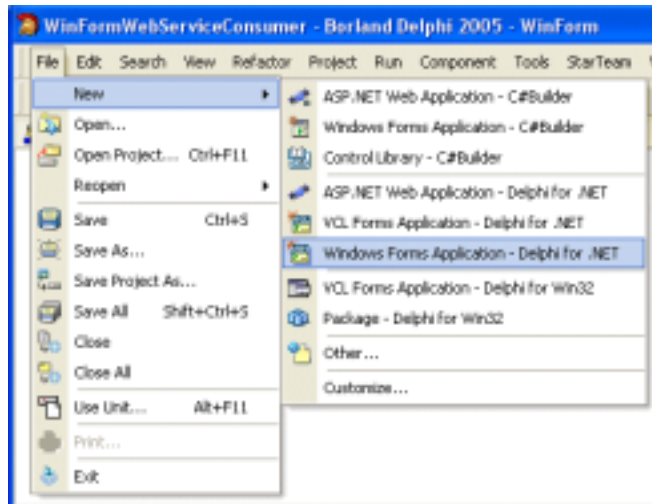 WinFormWebServiceConsumer - Borland Delphi 2005 - WinForm
File Edit Search View Refactor Project Run Component Tools StarTeam
New
Open...
Open Project... Ctrl+F11
Reopen
Save Ctrl+S
Save As...
Save Project As...
Save All Shift+Ctrl+S
Close
Close All
Use Unit... Alt+F11
Print...
Exit
ASP.NET Web Application - C#Builder
Windows Forms Application - C#Builder
Control Library - C#Builder
ASP.NET Web Application - Delphi for .NET
VCL Forms Application - Delphi for .NET
Windows Forms Application - Delphi for .NET
VCL Forms Application - Delphi for Win32
Package - Delphi for Win32
Other...
Customize...